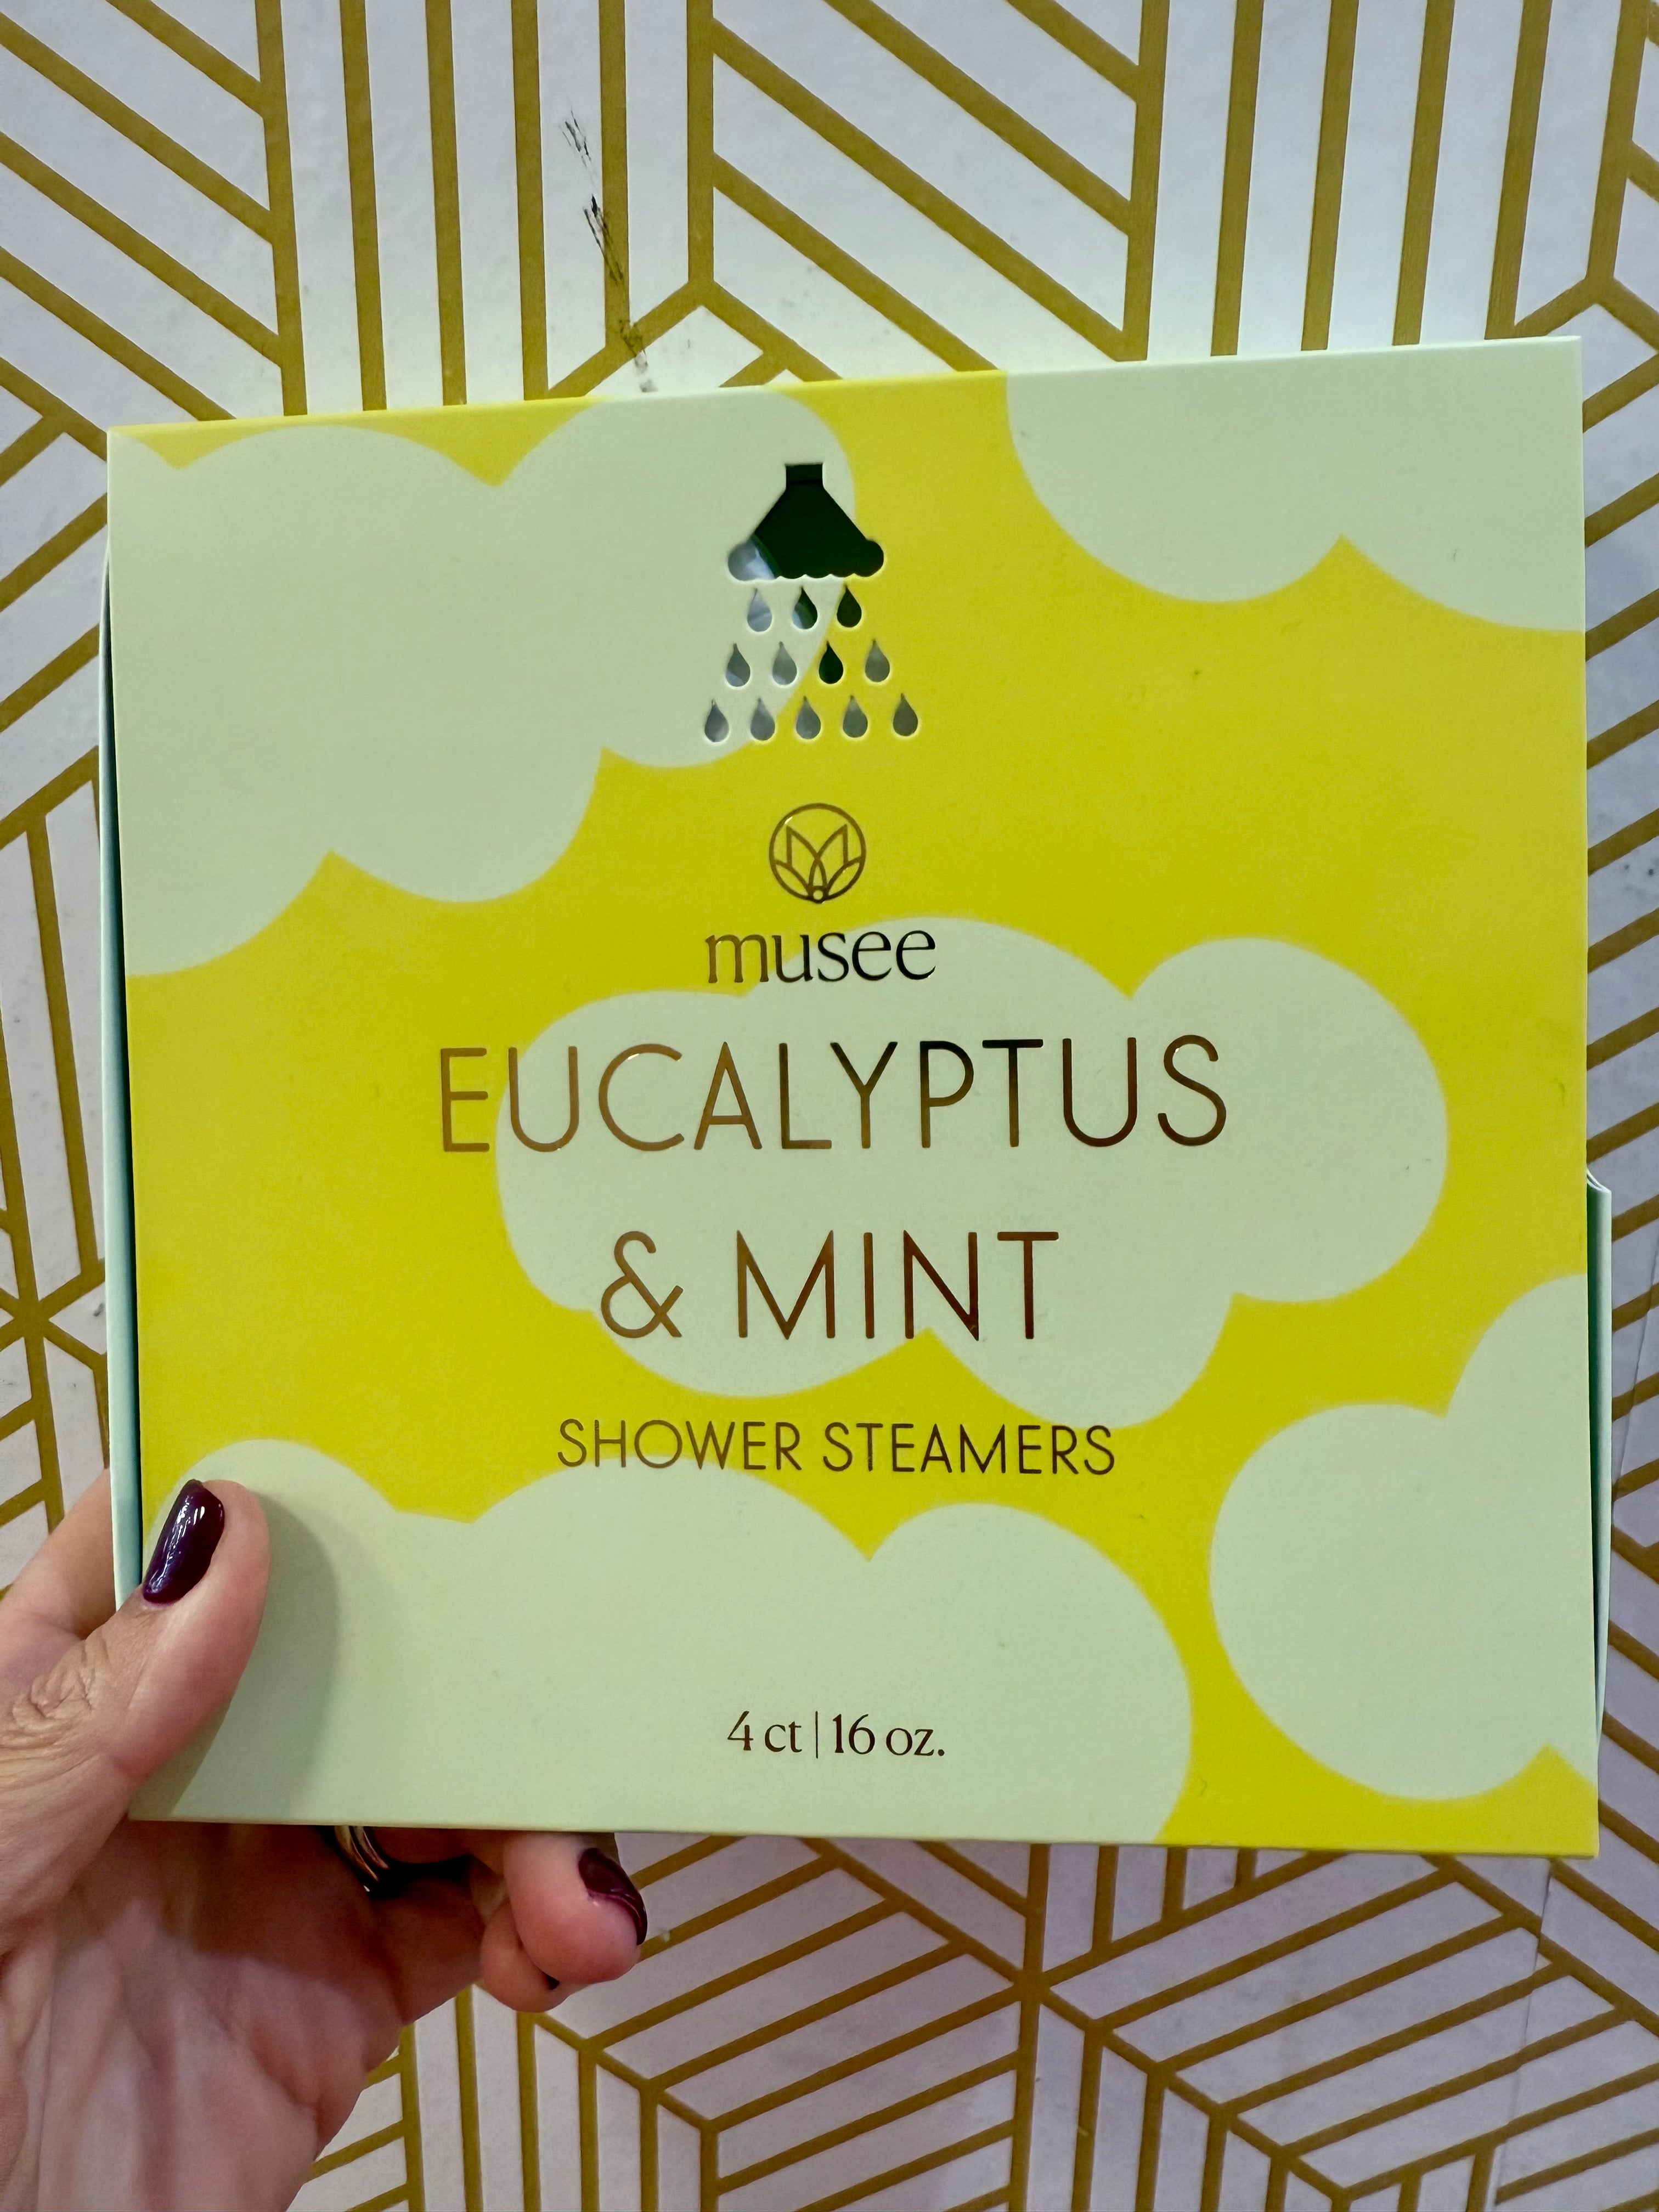 musee
EUCALYPTUS
& MINT
SHOWER STEAMERS
4 ct | 16 oz.